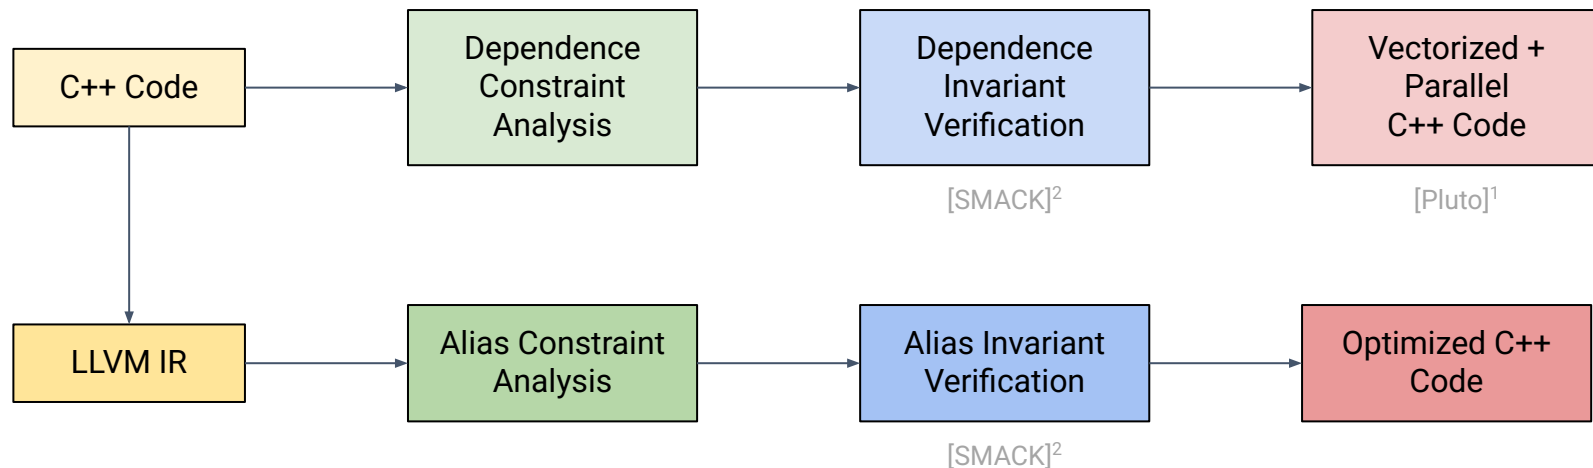 C++ Code
Dependence
Constraint
Analysis
Dependence
Invariant
Verification
Vectorized +
Parallel
C++ Code
[SMACK]²
[Pluto]¹
LLVM IR
Alias Constraint
Analysis
Alias Invariant
Verification
Optimized C++
Code
[SMACK]²